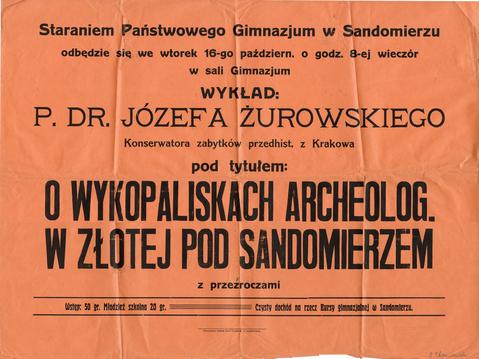 Staraniem Państwowego Gimnazjum w Sandomierzu
odbędzie się we wtorek 16-go październ. o godz. 8-ej wieczór
w sali Gimnazjum
WYKŁAD:
P. DR. JÓZEFA ŻUROWSKIEGO
Konserwatora zabytków przedhist. z Krakowa
pod tytułem:
O WYKOPALISKACH ARCHEOLOG.
W ZŁOTEJ POD SANDOMIERZEM
z przezroczami
Wstęp: 50 gr. Młodzież szkolna 20 gr. Czysty dochód na rzecz Bursy gimnazjalnej w Sandomierzu.